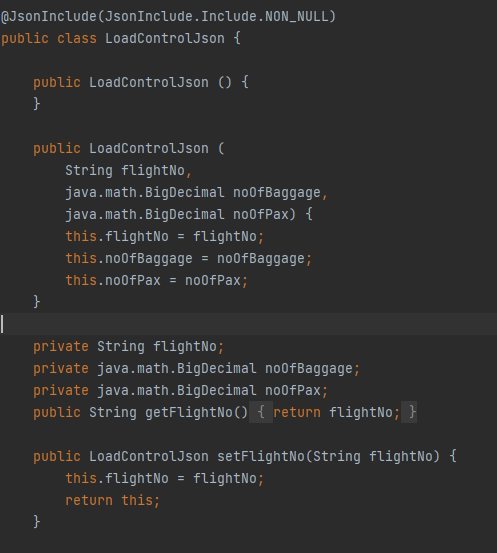 @JsonInclude(JsonInclude.Include.NON_NULL)
public class LoadControlJson {
public LoadControlJson () {
}
public LoadControlJson (
String flightNo,
java.math.BigDecimal noOfBaggage,
java.math.BigDecimal noOfPax) {
this.flightNo = flightNo;
this.noOfBaggage = noOfBaggage;
this.noOfPax = noOfPax;
}
private String flightNo;
private java.math.BigDecimal noOfBaggage;
private java.math.BigDecimal noOfPax;
public String getFlightNo() { return flightNo; }
public LoadControlJson setFlightNo(String flightNo) {
this.flightNo = flightNo;
return this;
}